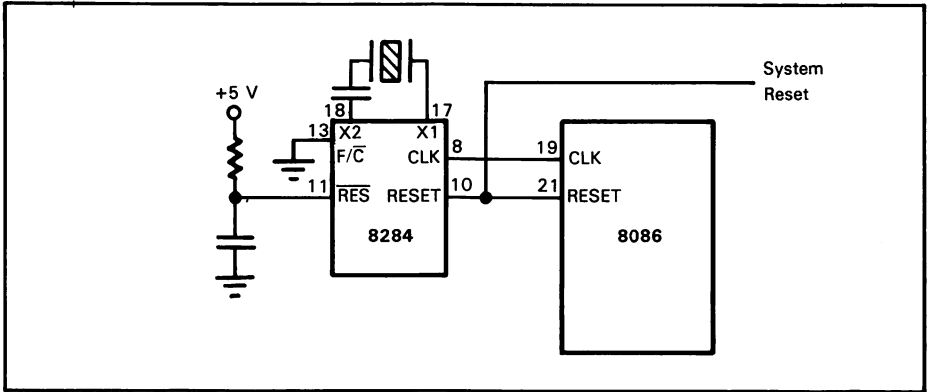 System
Reset
+5 V
18
17
13
X2
X1
F/C̅
CLK
8
19
CLK
11
R̅E̅S̅
RESET
10
21
RESET
8284
8086